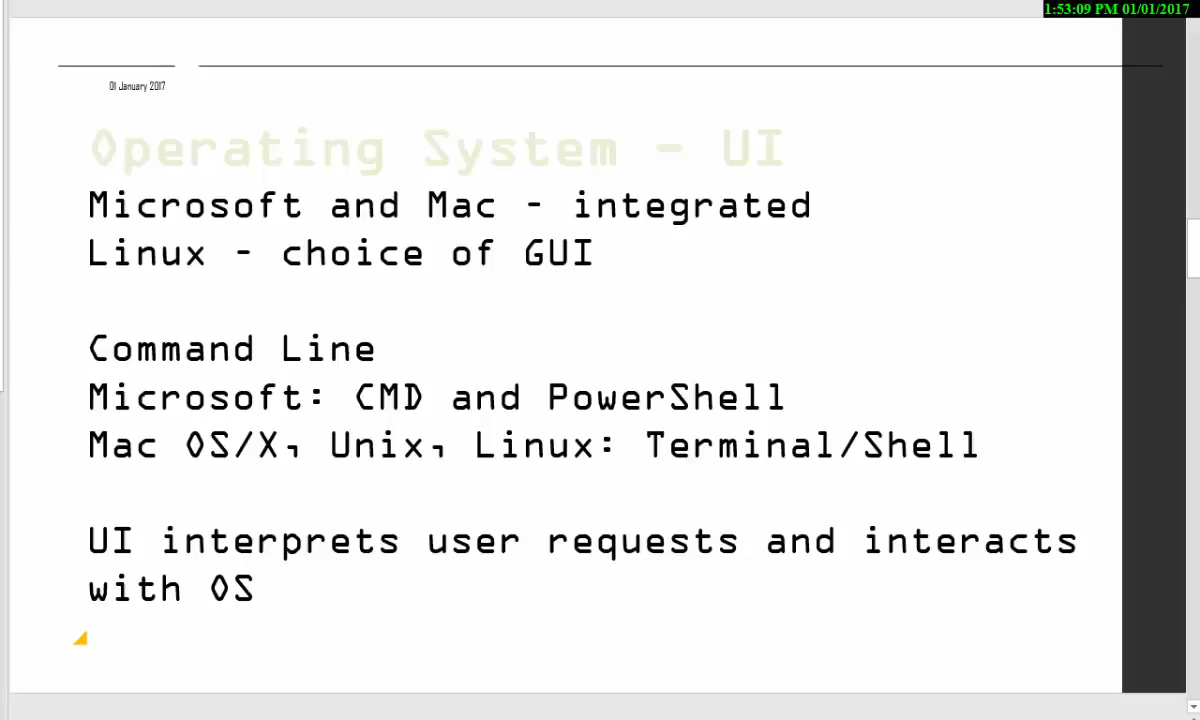 1:53:09 PM 01/01/2017
01 January 2017
Operating System - UI
Microsoft and Mac - integrated
Linux - choice of GUI
Command Line
Microsoft: CMD and PowerShell
Mac OS/X, Unix, Linux: Terminal/Shell
UI interprets user requests and interacts
with OS